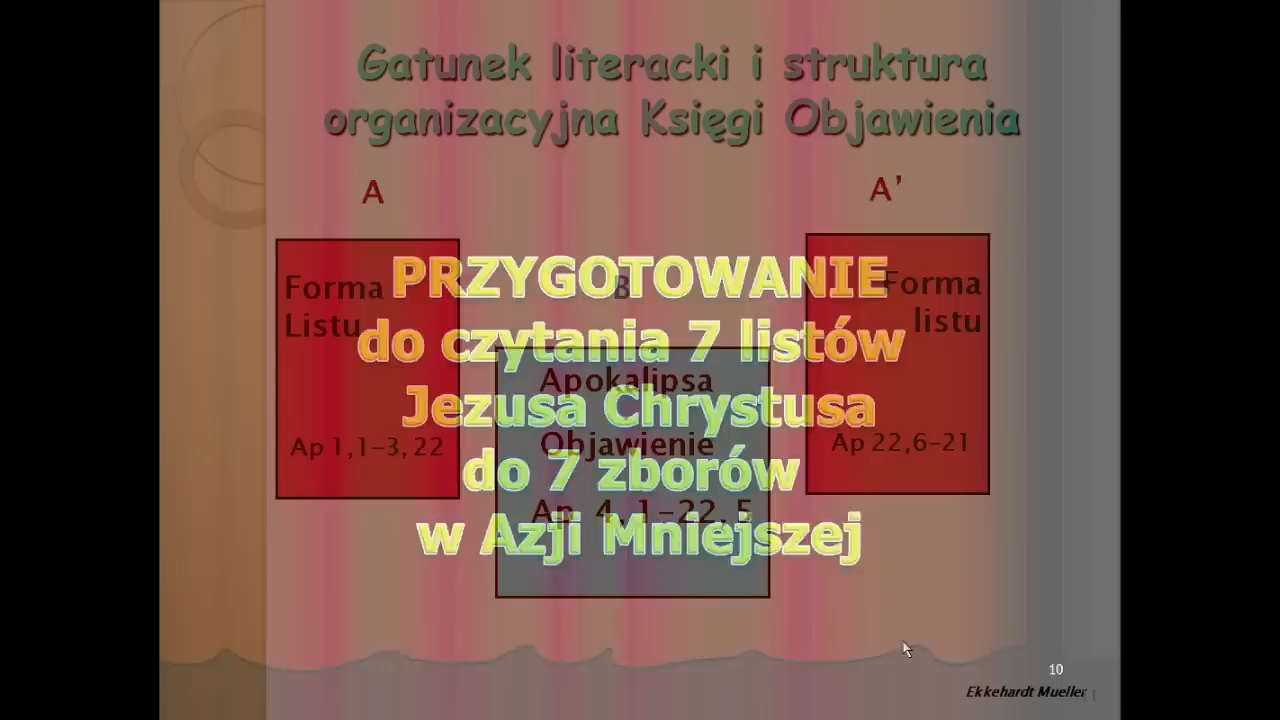 Gatunek literacki i struktura
organizacyjna Księgi Objawienia
A
A’
B
Forma
Listu
Ap 1,1-3, 22
Apokalipsa
Objawienie
Ap 4, 1-22, 5
Forma
listu
Ap 22,6-21
PRZYGOTOWANIE
do czytania 7 listów
Jezusa Chrystusa
do 7 zborów
w Azji Mniejszej
10
Ekkehardt Mueller